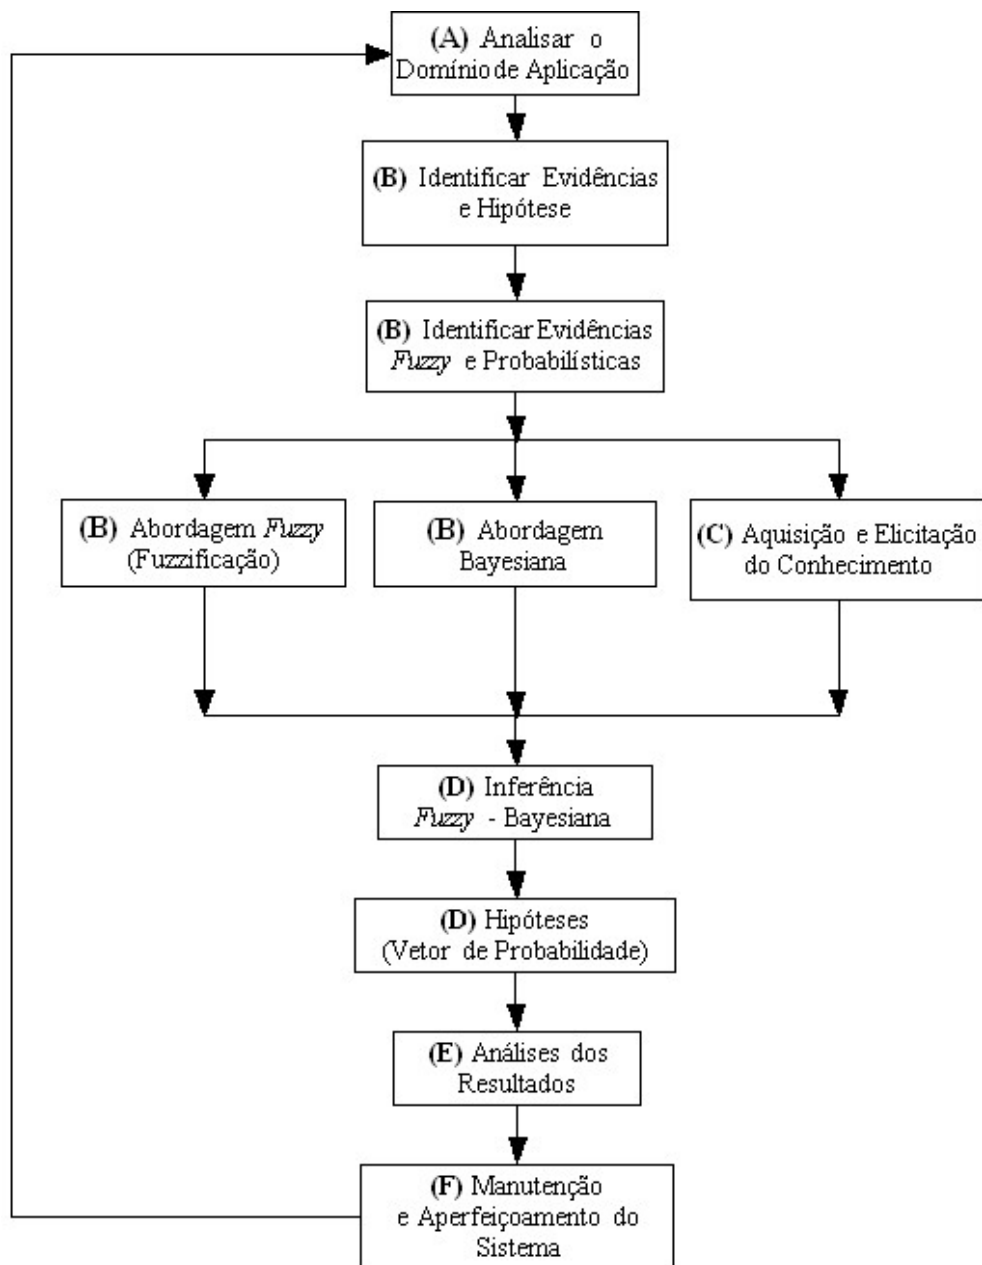 (A) Analisar o
Domínio de Aplicação
(B) Identificar Evidências
e Hipótese
(B) Identificar Evidências
Fuzzy e Probabilísticas
(B) Abordagem Fuzzy
(Fuzzificação)
(B) Abordagem
Bayesiana
(C) Aquisição e Elicitação
do Conhecimento
(D) Inferência
Fuzzy - Bayesiana
(D) Hipóteses
(Vetor de Probabilidade)
(E) Análises dos
Resultados
(F) Manutenção
e Aperfeiçoamento do
Sistema